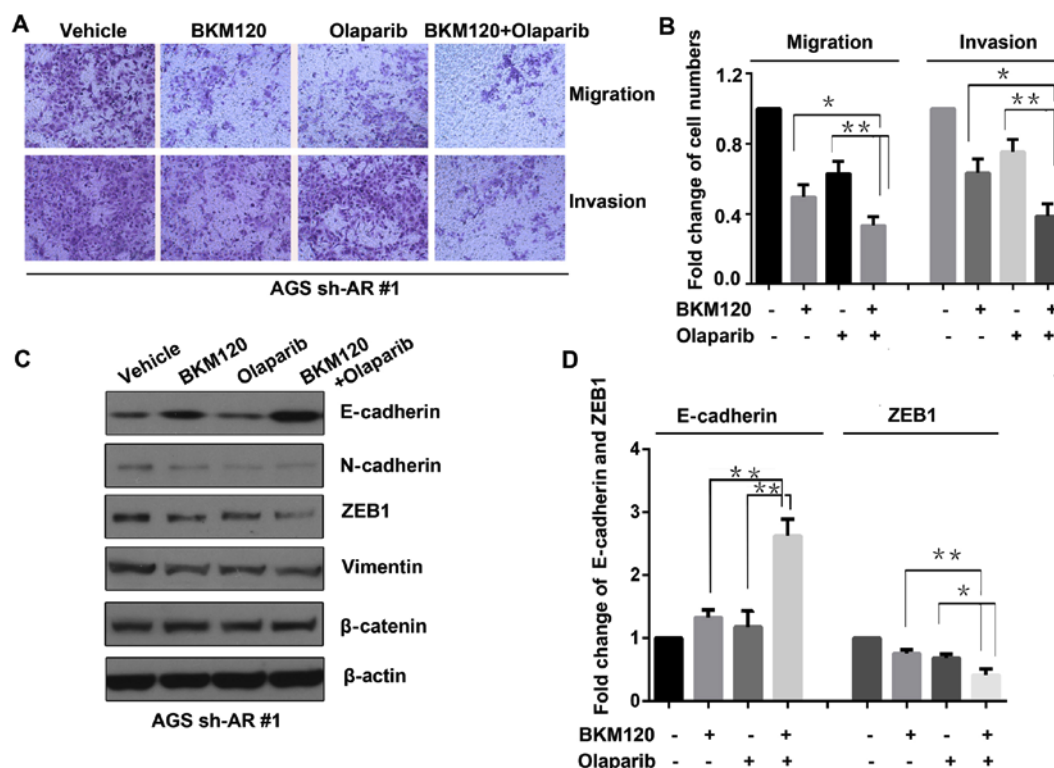 A
Vehicle BKM120 Olaparib BKM120+Olaparib
Migration
Invasion
AGS sh-AR #1
B
Migration Invasion
Fold change of cell numbers
1.2
0.8
0.4
0.0
* ** * **
BKM120 - + - + - + - +
Olaparib - - + + - - + +
C
Vehicle BKM120 Olaparib BKM120
+Olaparib
E-cadherin
N-cadherin
ZEB1
Vimentin
β-catenin
β-actin
AGS sh-AR #1
D
E-cadherin ZEB1
Fold change of E-cadherin and ZEB1
4
3
2
1
0
** ** ** *
BKM120 - + - + - + - +
Olaparib - - + + - - + +